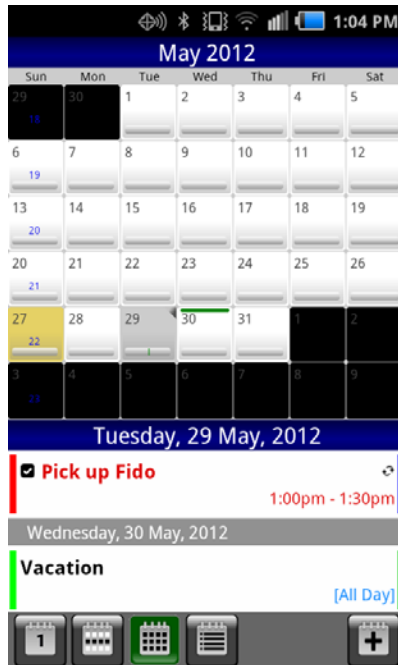 1:04 PM
May 2012
Sun Mon Tue Wed Thu Fri Sat
29 30 1 2 3 4 5
18
6 7 8 9 10 11 12
19
13 14 15 16 17 18 19
20
20 21 22 23 24 25 26
21
27 28 29 30 31 1 2
22
3 4 5 6 7 8 9
23
Tuesday, 29 May, 2012
Pick up Fido
1:00pm - 1:30pm
Wednesday, 30 May, 2012
Vacation
[All Day]
1